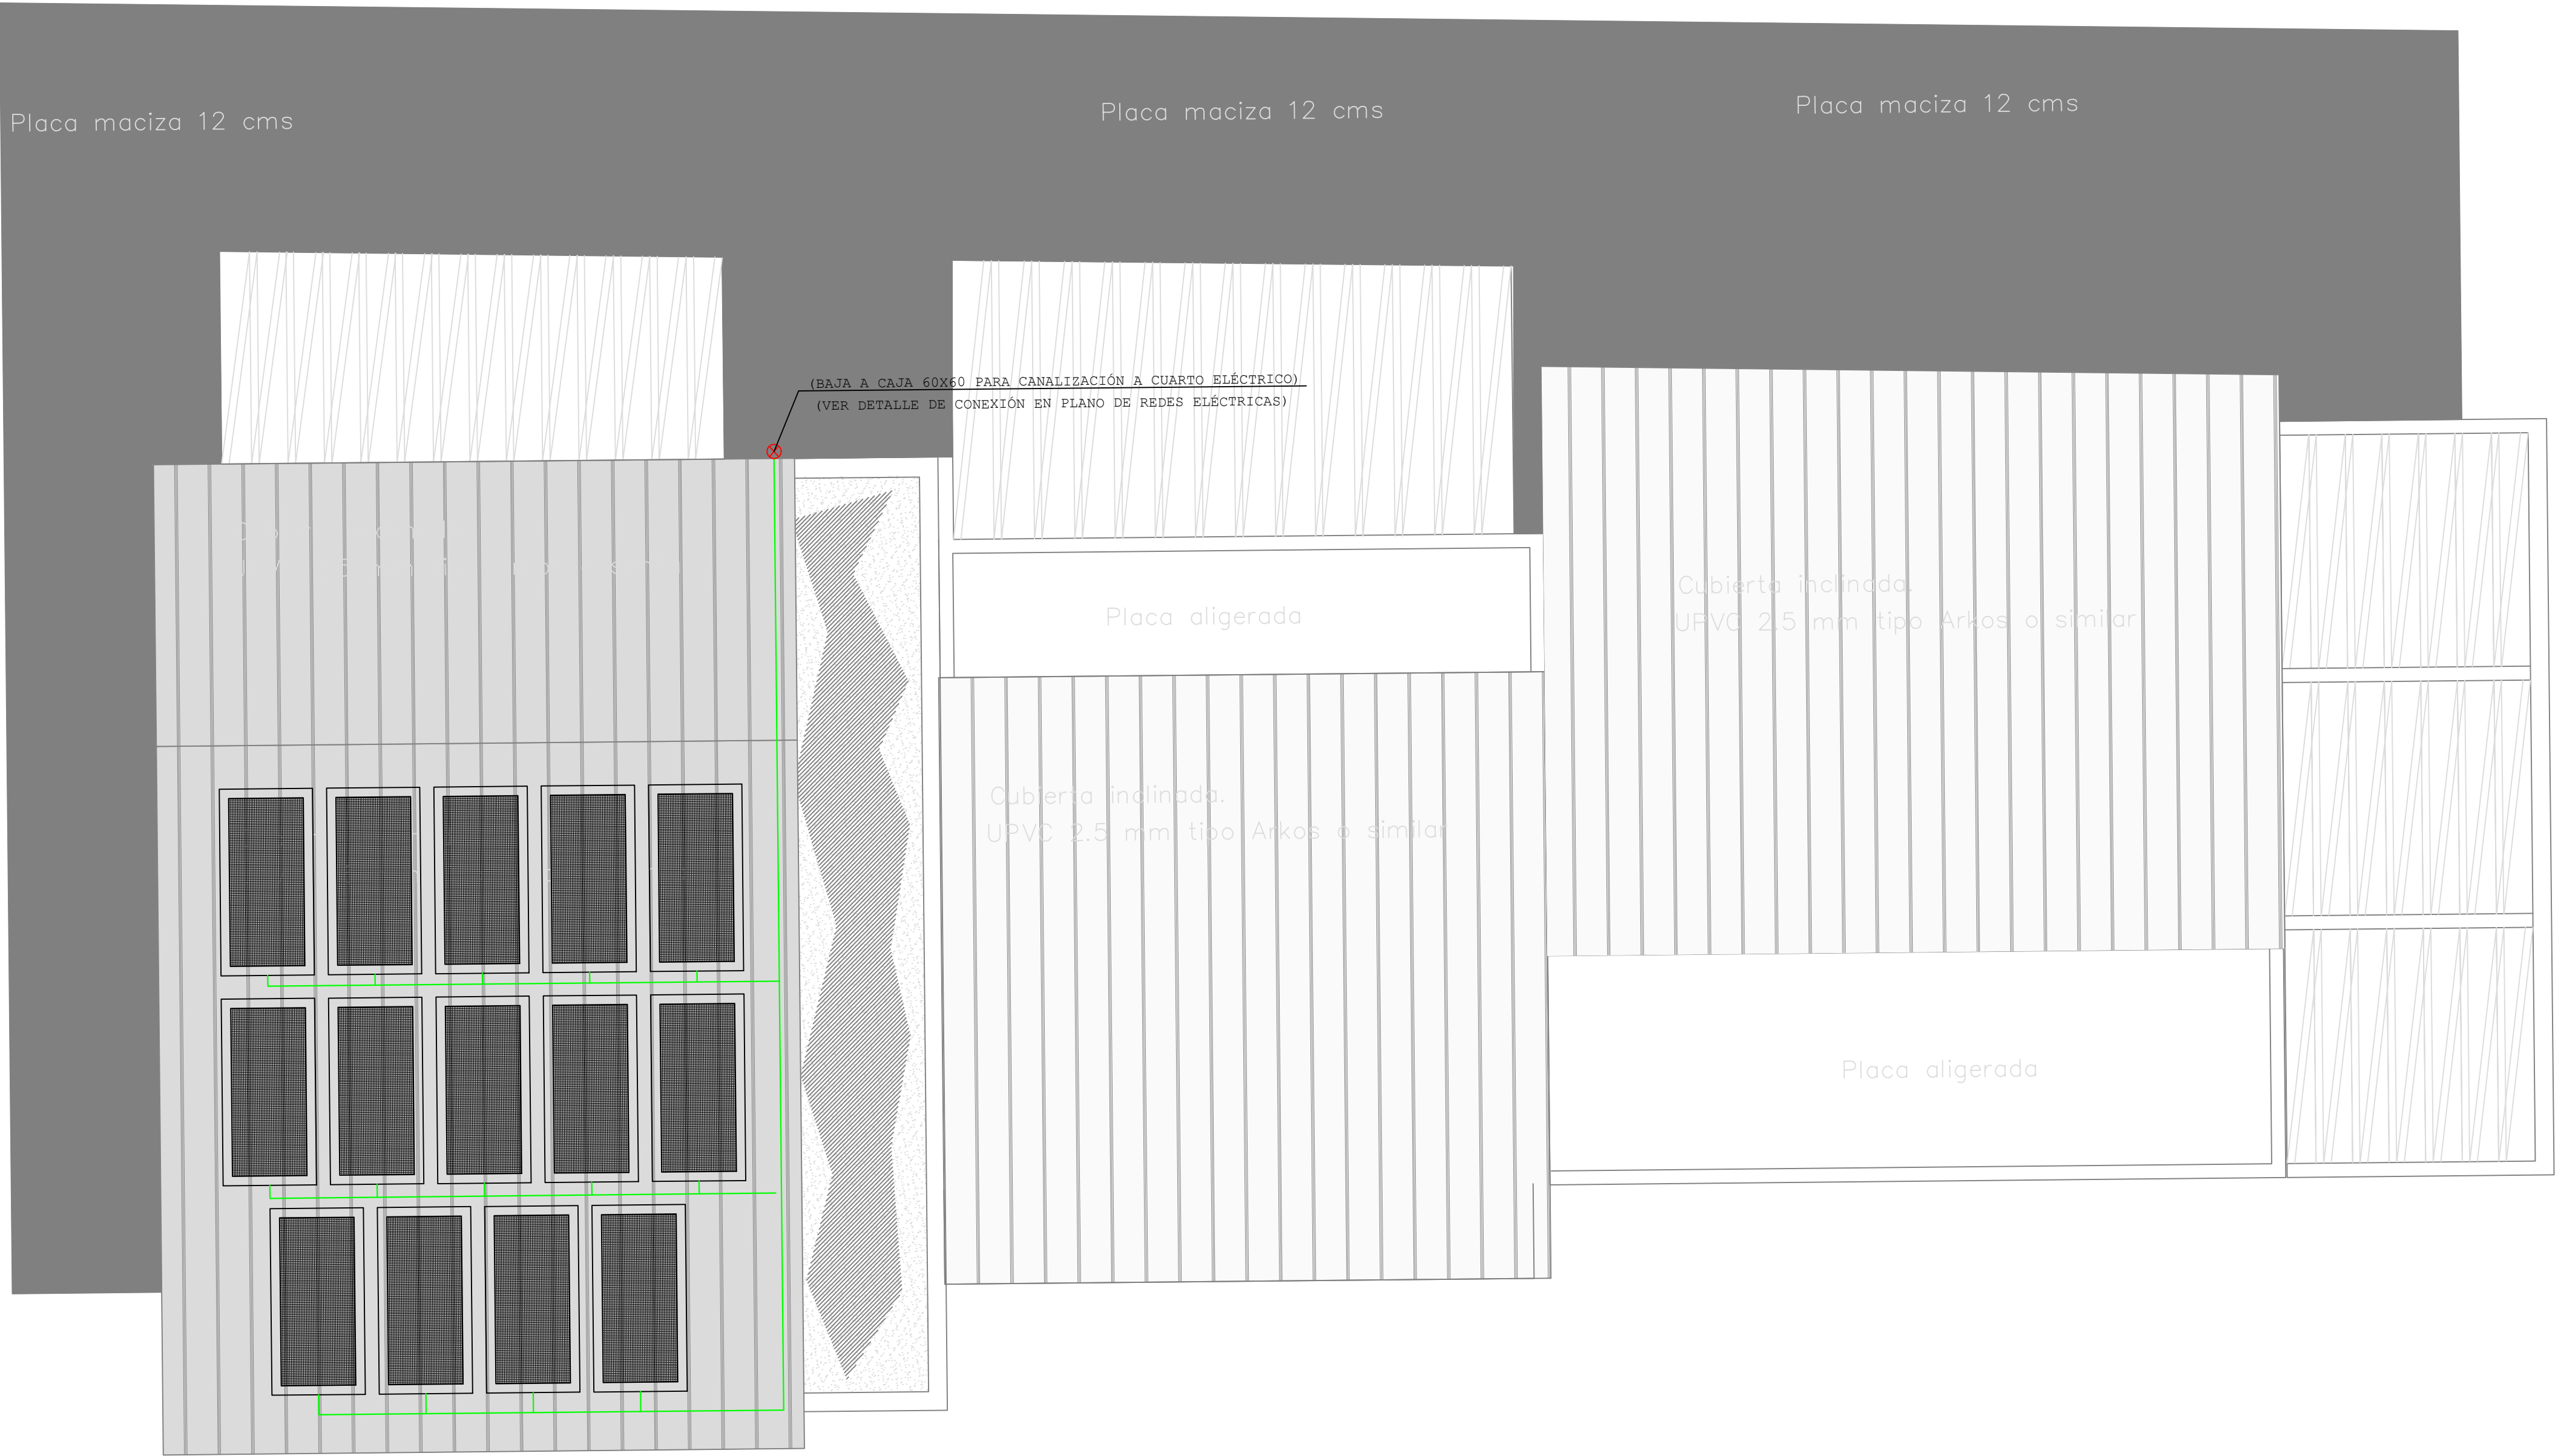 Placa maciza 12 cms
Placa maciza 12 cms
Placa maciza 12 cms
(BAJA A CAJA 60X60 PARA CANALIZACIÓN A CUARTO ELÉCTRICO)
(VER DETALLE DE CONEXIÓN EN PLANO DE REDES ELÉCTRICAS)
Placa aligerada
Cubierta inclinada.
UPVC 2.5 mm tipo Arkos o similar
Cubierta inclinada.
UPVC 2.5 mm tipo Arkos o similar
Placa aligerada